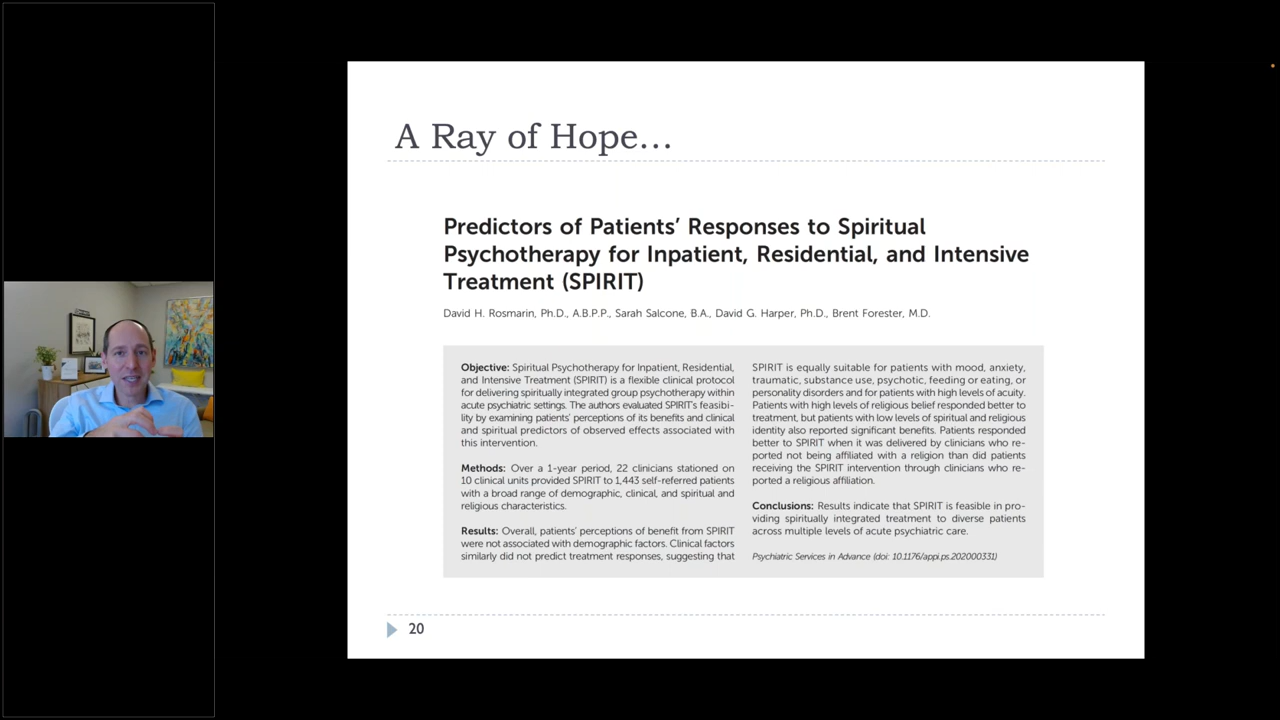 A Ray of Hope...
Predictors of Patients' Responses to Spiritual
Psychotherapy for Inpatient, Residential, and Intensive
Treatment (SPIRIT)
David H. Rosmarin, Ph.D., A.B.P.P., Sarah Salcone, B.A., David G. Harper, Ph.D., Brent Forester, M.D.
Objective: Spiritual Psychotherapy for Inpatient, Residential,
and Intensive Treatment (SPIRIT) is a flexible clinical protocol
for delivering spiritually integrated group psychotherapy within
acute psychiatric settings. The authors evaluated SPIRIT's feasibi-
lity by examining patients' perceptions of its benefits and clinical
and spiritual predictors of observed effects associated with
this intervention.
Methods: Over a 1-year period, 22 clinicians stationed on
10 clinical units provided SPIRIT to 1,443 self-referred patients
with a broad range of demographic, clinical, and spiritual and
religious characteristics.
Results: Overall, patients' perceptions of benefit from SPIRIT
were not associated with demographic factors. Clinical factors
similarly did not predict treatment responses, suggesting that
SPIRIT is equally suitable for patients with mood, anxiety,
traumatic, substance use, psychotic, feeding or eating, or
personality disorders and for patients with high levels of acuity.
Patients with high levels of religious belief responded better to
treatment, but patients with low levels of spiritual and religious
identity also reported significant benefits. Patients responded
better to SPIRIT when it was delivered by clinicians who re-
ported not being affiliated with a religion than did patients
receiving the SPIRIT intervention through clinicians who re-
ported a religious affiliation.
Conclusions: Results indicate that SPIRIT is feasible in pro-
viding spiritually integrated treatment to diverse patients
across multiple levels of acute psychiatric care.
Psychiatric Services in Advance (doi: 10.1176/appi.ps.202000331)
20